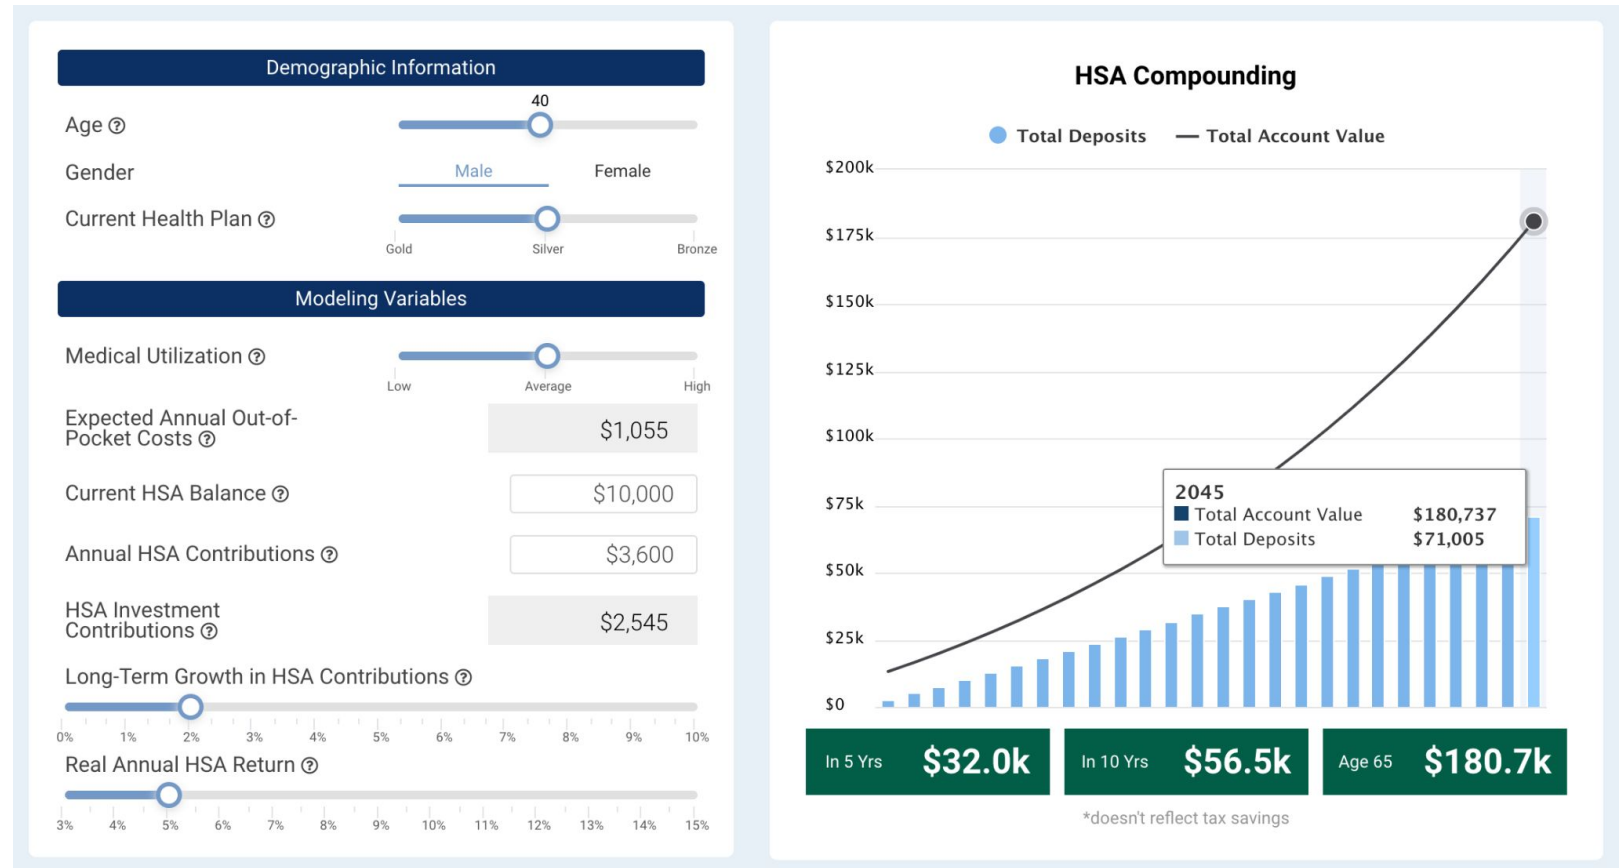 Demographic Information
40
Age ?
Gender Male Female
Current Health Plan ?
Gold Silver Bronze
Modeling Variables
Medical Utilization ?
Low Average High
Expected Annual Out-of-
Pocket Costs ? $1,055
Current HSA Balance ? $10,000
Annual HSA Contributions ? $3,600
HSA Investment
Contributions ? $2,545
Long-Term Growth in HSA Contributions ?
0% 1% 2% 3% 4% 5% 6% 7% 8% 9% 10%
Real Annual HSA Return ?
3% 4% 5% 6% 7% 8% 9% 10% 11% 12% 13% 14% 15%
HSA Compounding
Total Deposits Total Account Value
$200k
$175k
$150k
$125k
$100k
$75k
$50k
$25k
$0
2045
Total Account Value $180,737
Total Deposits $71,005
In 5 Yrs $32.0k
In 10 Yrs $56.5k
Age 65 $180.7k
*doesn't reflect tax savings